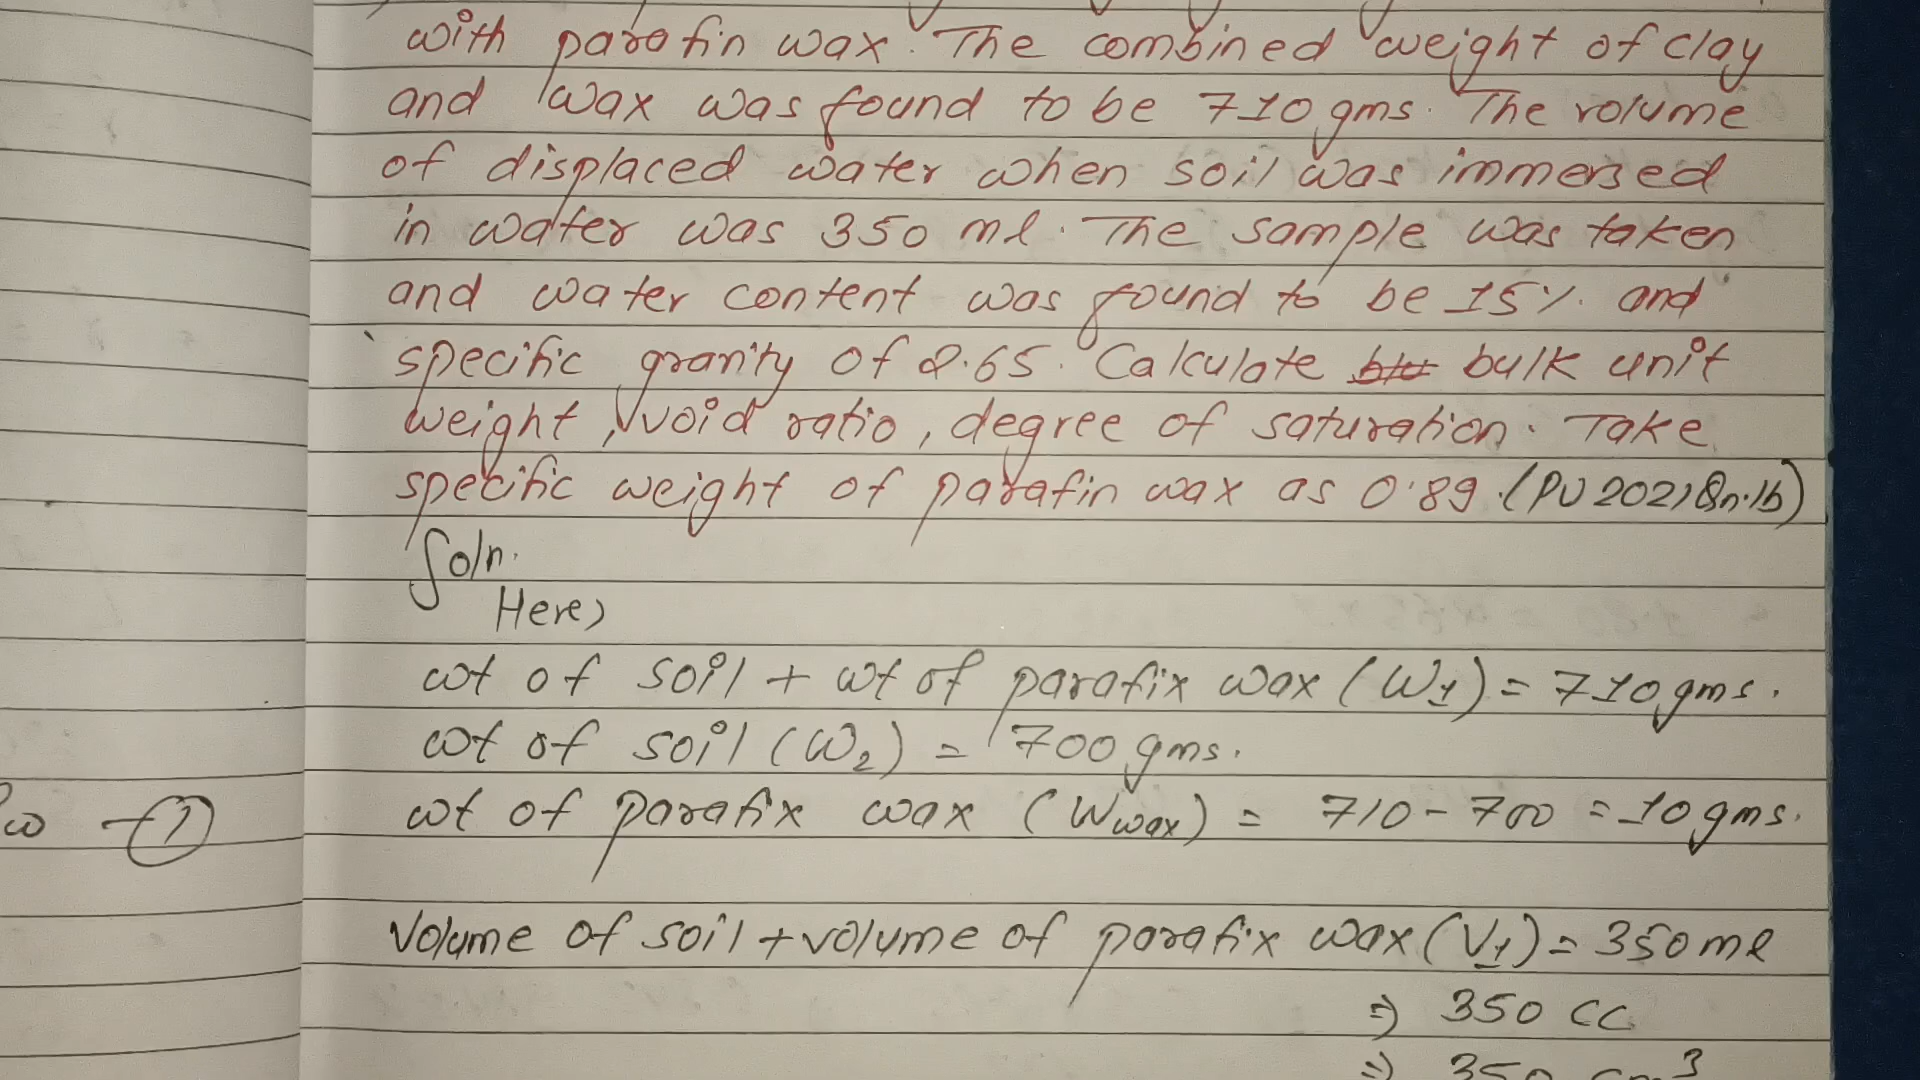 with parafin wax. The combined weight of clay
and wax was found to be 710 gms. The volume
of displaced water when soil was immersed
in water was 350 ml. The sample was taken
and water content was found to be 15%. and
specific gravity of 2.65. Calculate bulk unit
weight, void ratio, degree of saturation. Take
specific weight of parafin wax as 0.89. (PU 2021 Qn.1b)
Soln.
Here,
wt of soil + wt of parafix wax (W1) = 710 gms.
wt of soil (W2) = 700 gms.
w -①
wt of parafix wax (Wwax) = 710 - 700 = 10 gms.
Volume of soil + volume of parafix wax (V1) = 350 ml
⇒ 350 cc
⇒ 350 cm3